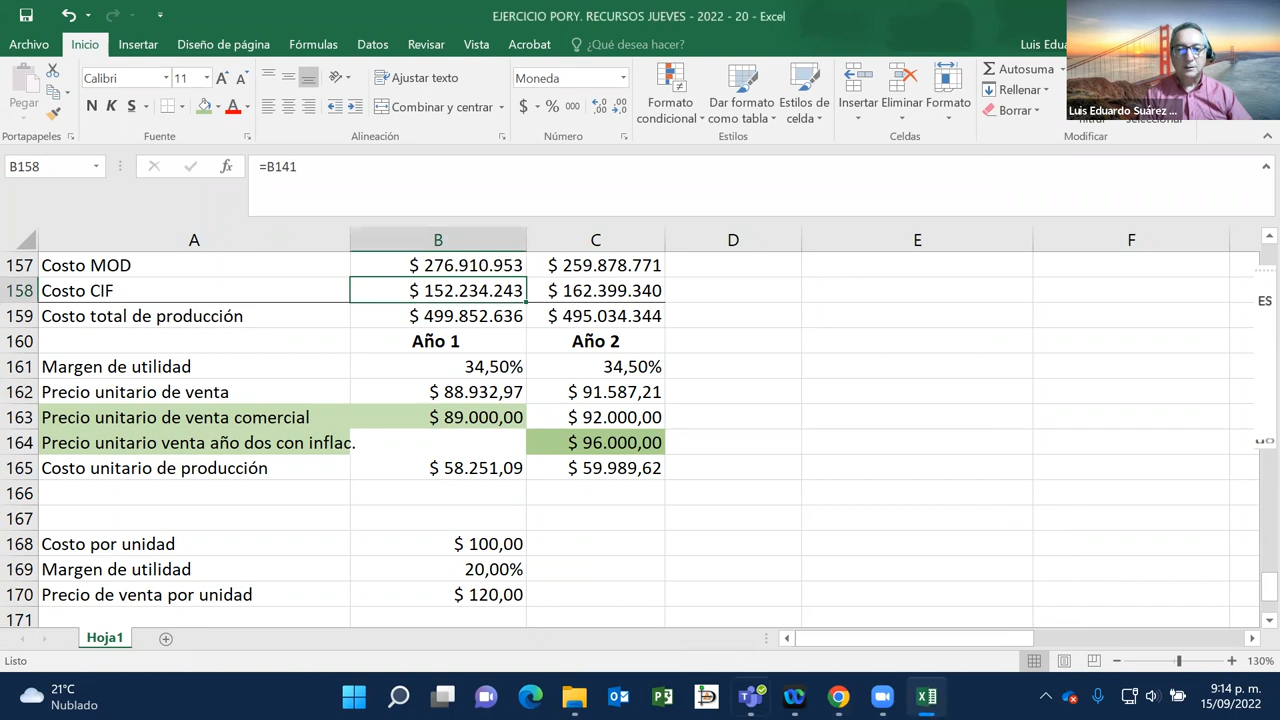 EJERCICIO PORY. RECURSOS JUEVES - 2022 - 20 - Excel
Archivo Inicio Insertar Diseño de página Fórmulas Datos Revisar Vista Acrobat ¿Qué desea hacer? Luis Edu
Pegar
Calibri 11
N K S
Ajustar texto
Combinar y centrar
Moneda
$ % 000
Formato condicional
Dar formato como tabla
Estilos de celda
Insertar Eliminar Formato
Autosuma
Rellenar
Borrar
Luis Eduardo Suárez ...
Portapapeles Fuente Alineación Número Estilos Celdas Modificar
B158 fx =B141
A B C D E F
157 Costo MOD $ 276.910.953 $ 259.878.771
158 Costo CIF $ 152.234.243 $ 162.399.340
159 Costo total de producción $ 499.852.636 $ 495.034.344
160 Año 1 Año 2
161 Margen de utilidad 34,50% 34,50%
162 Precio unitario de venta $ 88.932,97 $ 91.587,21
163 Precio unitario de venta comercial $ 89.000,00 $ 92.000,00
164 Precio unitario venta año dos con inflac. $ 96.000,00
165 Costo unitario de producción $ 58.251,09 $ 59.989,62
166
167
168 Costo por unidad $ 100,00
169 Margen de utilidad 20,00%
170 Precio de venta por unidad $ 120,00
171
ES
Hoja1
Listo 130%
21°C
Nublado
9:14 p. m.
15/09/2022